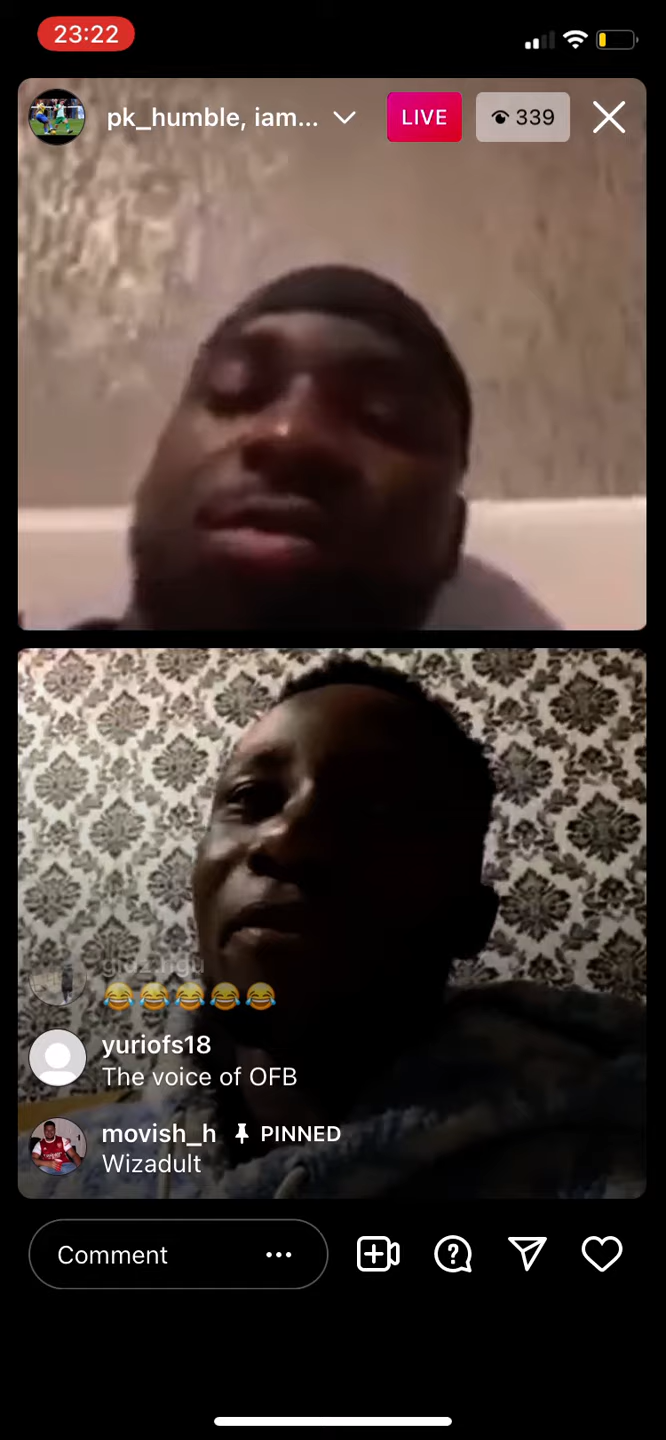 23:22
pk_humble, iam...
LIVE
339
😂😂😂😂😂
yuriofs18
The voice of OFB
movish_h PINNED
Wizadult
Comment